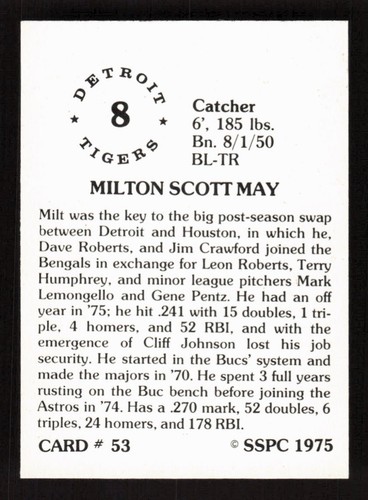 DETROIT
8
TIGERS
Catcher
6', 185 lbs.
Bn. 8/1/50
BL-TR
MILTON SCOTT MAY
Milt was the key to the big post-season swap
between Detroit and Houston, in which he,
Dave Roberts, and Jim Crawford joined the
Bengals in exchange for Leon Roberts, Terry
Humphrey, and minor league pitchers Mark
Lemongello and Gene Pentz. He had an off
year in '75; he hit .241 with 15 doubles, 1 tri-
ple, 4 homers, and 52 RBI, and with the
emergence of Cliff Johnson lost his job
security. He started in the Bucs' system and
made the majors in '70. He spent 3 full years
rusting on the Buc bench before joining the
Astros in '74. Has a .270 mark, 52 doubles, 6
triples, 24 homers, and 178 RBI.
CARD # 53
© SSPC 1975